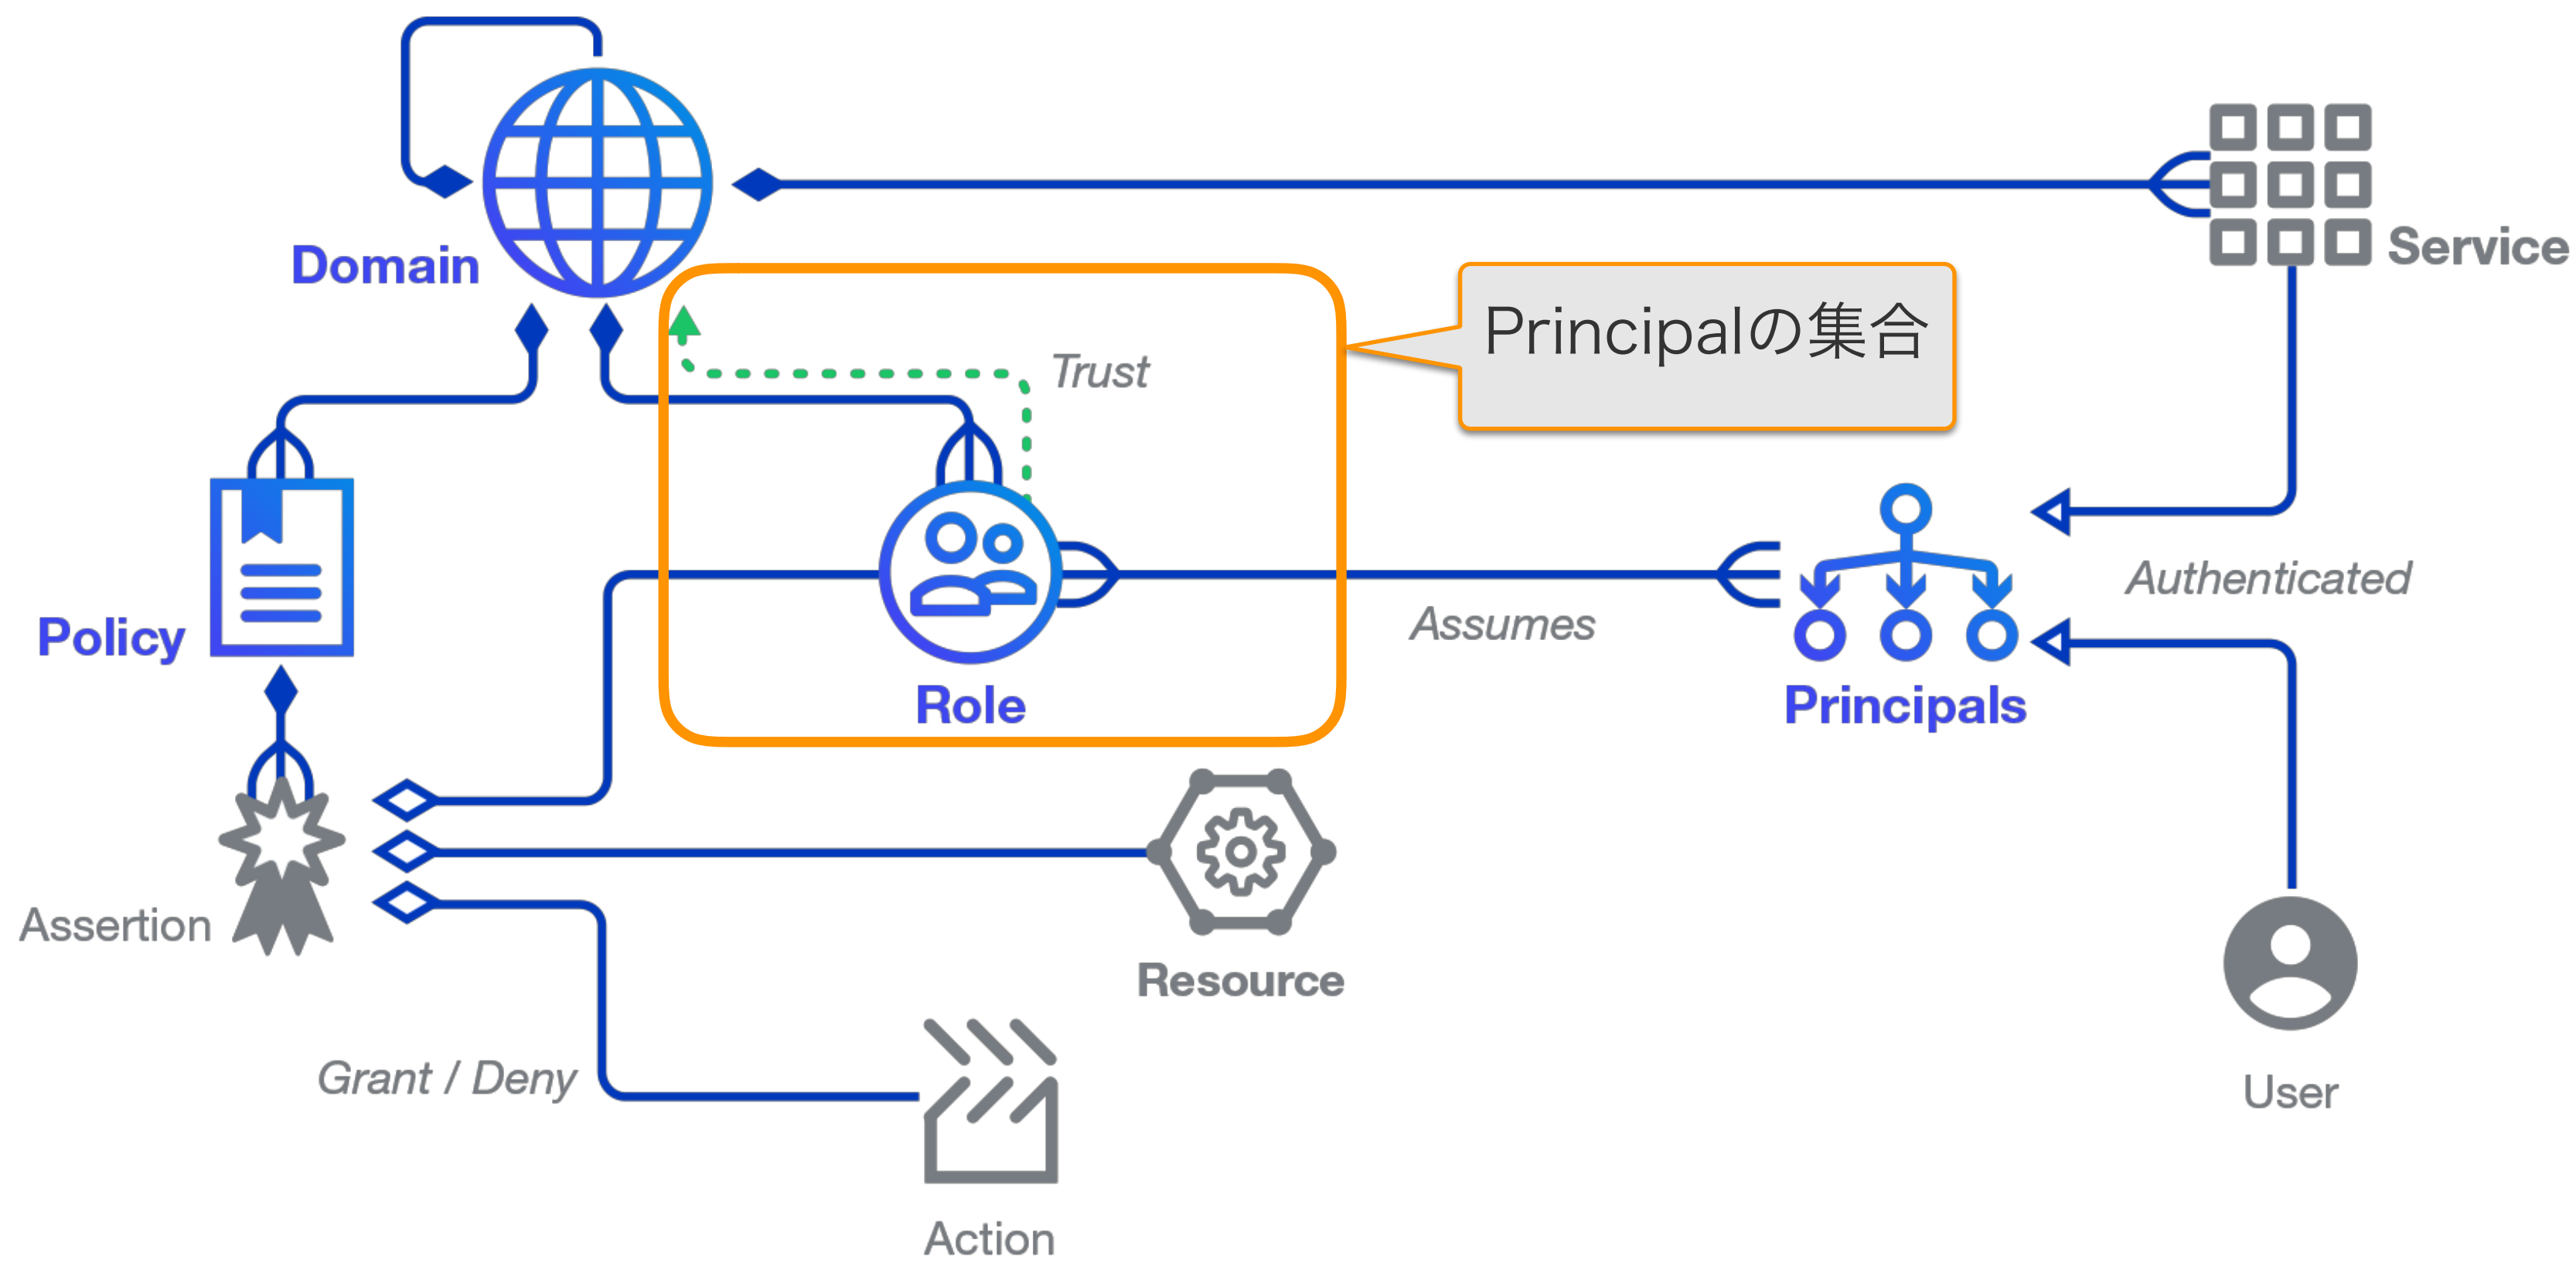 Domain
Service
Principalの集合
Trust
Authenticated
Policy
Assumes
Role
Principals
Assertion
Resource
Grant / Deny
User
Action